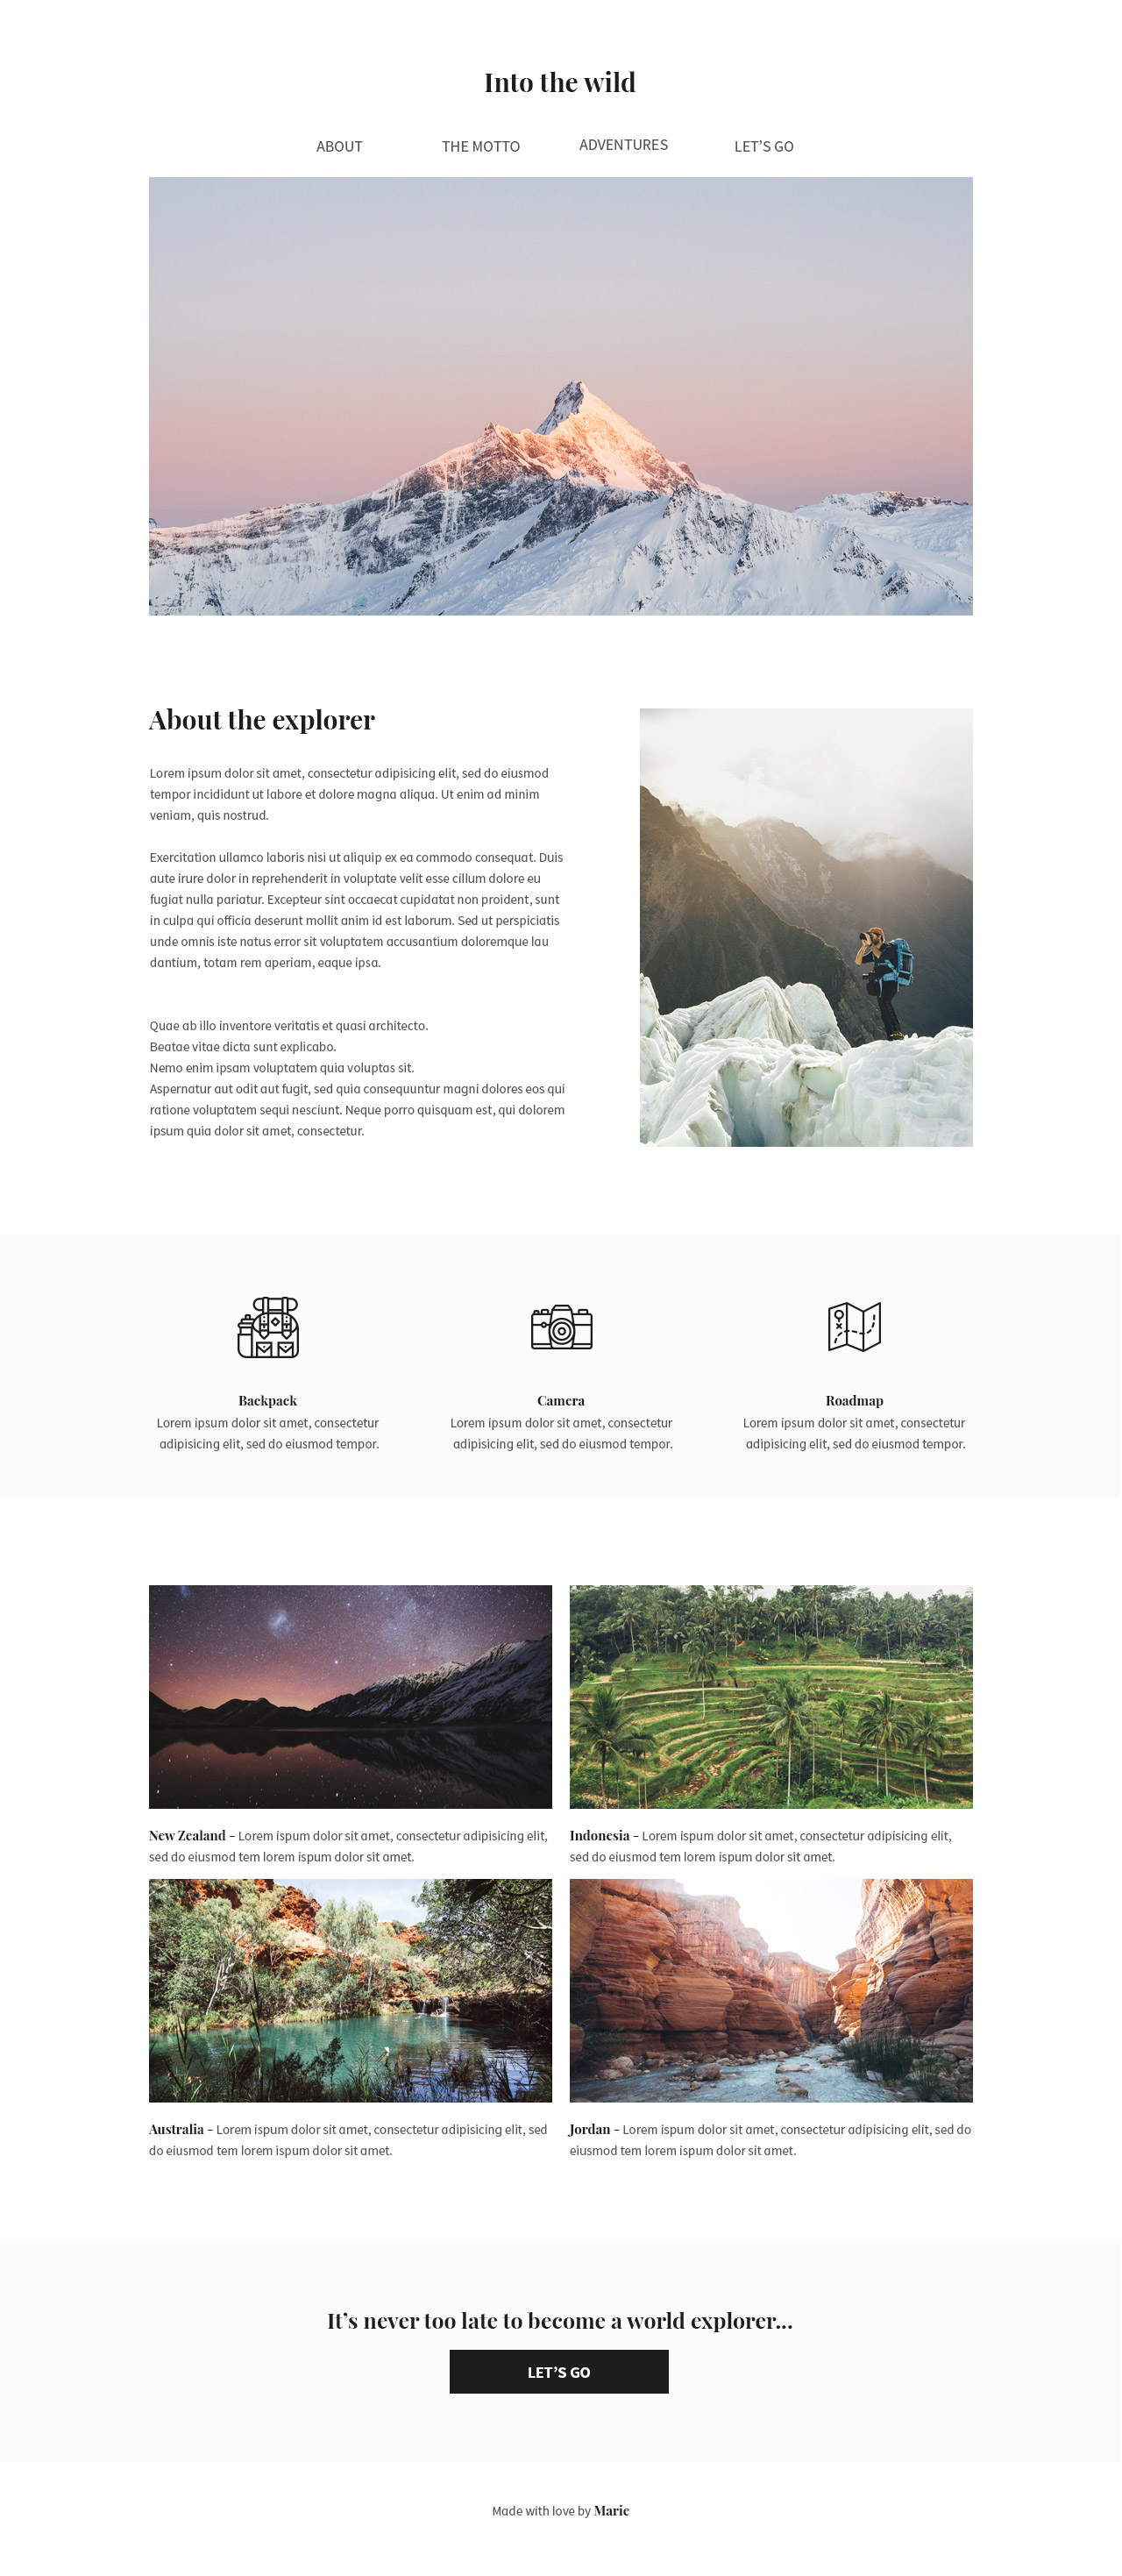 Into the wild
ABOUT THE MOTTO ADVENTURES LET'S GO
About the explorer
Lorem ipsum dolor sit amet, consectetur adipisicing elit, sed do eiusmod
tempor incididunt ut labore et dolore magna aliqua. Ut enim ad minim
veniam, quis nostrud.
Exercitation ullamco laboris nisi ut aliquip ex ea commodo consequat. Duis
aute irure dolor in reprehenderit in voluptate velit esse cillum dolore eu
fugiat nulla pariatur. Excepteur sint occaecat cupidatat non proident, sunt
in culpa qui officia deserunt mollit anim id est laborum. Sed ut perspiciatis
unde omnis iste natus error sit voluptatem accusantium doloremque lau
dantium, totam rem aperiam, eaque ipsa.
Quae ab illo inventore veritatis et quasi architecto.
Beatae vitae dicta sunt explicabo.
Nemo enim ipsam voluptatem quia voluptas sit.
Aspernatur aut odit aut fugit, sed quia consequuntur magni dolores eos qui
ratione voluptatem sequi nesciunt. Neque porro quisquam est, qui dolorem
ipsum quia dolor sit amet, consectetur.
Backpack
Lorem ipsum dolor sit amet, consectetur
adipisicing elit, sed do eiusmod tempor.
Camera
Lorem ipsum dolor sit amet, consectetur
adipisicing elit, sed do eiusmod tempor.
Roadmap
Lorem ipsum dolor sit amet, consectetur
adipisicing elit, sed do eiusmod tempor.
New Zealand - Lorem ispum dolor sit amet, consectetur adipisicing elit,
sed do eiusmod tem lorem ispum dolor sit amet.
Indonesia - Lorem ispum dolor sit amet, consectetur adipisicing elit,
sed do eiusmod tem lorem ispum dolor sit amet.
Australia - Lorem ispum dolor sit amet, consectetur adipisicing elit, sed
do eiusmod tem lorem ispum dolor sit amet.
Jordan - Lorem ispum dolor sit amet, consectetur adipisicing elit, sed do
eiusmod tem lorem ispum dolor sit amet.
It's never too late to become a world explorer...
LET'S GO
Made with love by Marie